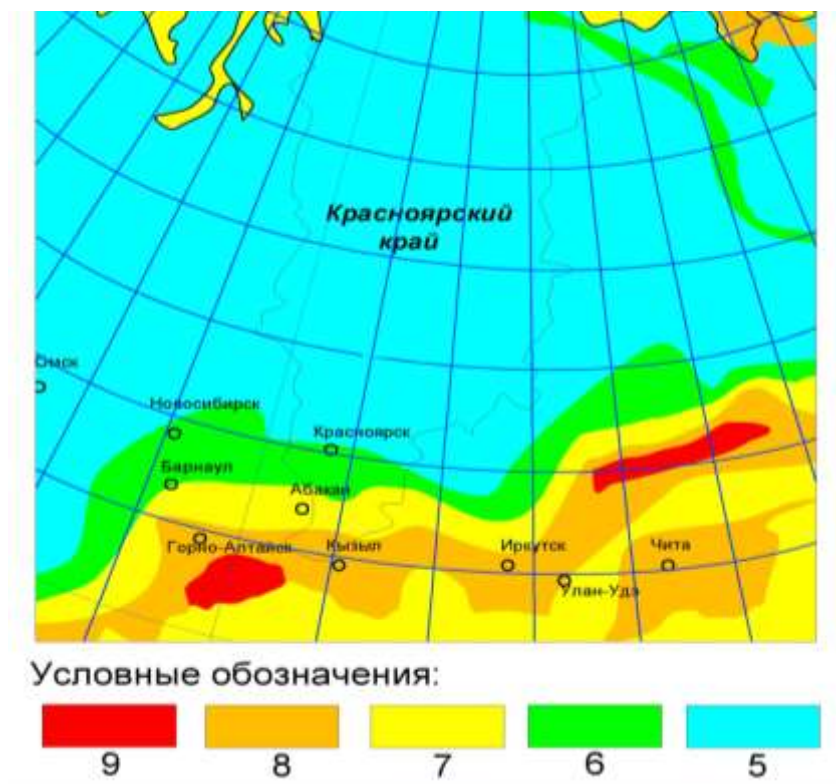 Красноярский
край
Омск
Новосибирск
Красноярск
Барнаул
Абакан
Горно-Алтайск
Кызыл
Иркутск
Чита
Улан-Удэ
Условные обозначения:
9 8 7 6 5